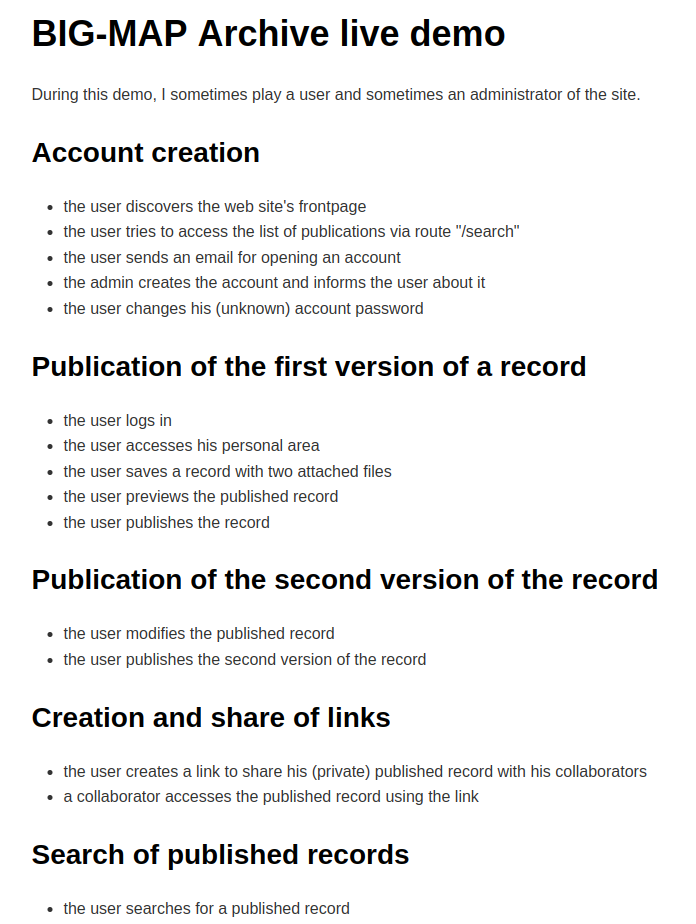 BIG-MAP Archive live demo
During this demo, I sometimes play a user and sometimes an administrator of the site.
Account creation
• the user discovers the web site's frontpage
• the user tries to access the list of publications via route "/search"
• the user sends an email for opening an account
• the admin creates the account and informs the user about it
• the user changes his (unknown) account password
Publication of the first version of a record
• the user logs in
• the user accesses his personal area
• the user saves a record with two attached files
• the user previews the published record
• the user publishes the record
Publication of the second version of the record
• the user modifies the published record
• the user publishes the second version of the record
Creation and share of links
• the user creates a link to share his (private) published record with his collaborators
• a collaborator accesses the published record using the link
Search of published records
• the user searches for a published record